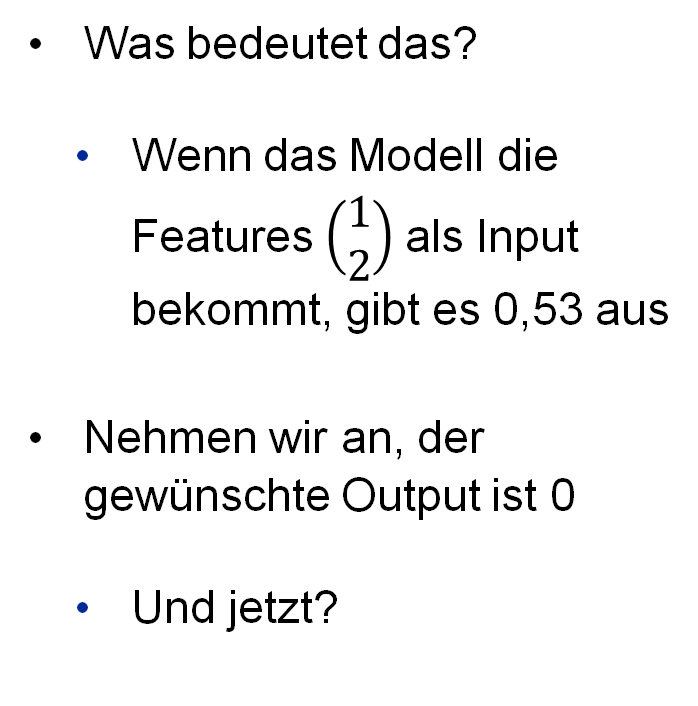 • Was bedeutet das?
• Wenn das Modell die
Features (1 2) als Input
bekommt, gibt es 0,53 aus
• Nehmen wir an, der
gewünschte Output ist 0
• Und jetzt?